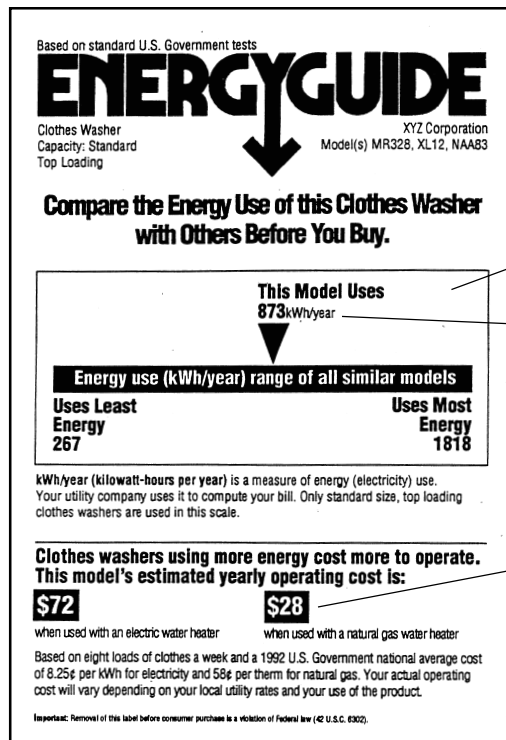 Based on standard U.S. Government tests
ENERGYGUIDE
Clothes Washer
Capacity: Standard
Top Loading
XYZ Corporation
Model(s) MR328, XL12, NAA83
Compare the Energy Use of this Clothes Washer
with Others Before You Buy.
This Model Uses
873kWh/year
Energy use (kWh/year) range of all similar models
Uses Least
Energy
267
Uses Most
Energy
1818
kWh/year (kilowatt-hours per year) is a measure of energy (electricity) use.
Your utility company uses it to compute your bill. Only standard size, top loading
clothes washers are used in this scale.
Clothes washers using more energy cost more to operate.
This model's estimated yearly operating cost is:
$72
when used with an electric water heater
$28
when used with a natural gas water heater
Based on eight loads of clothes a week and a 1992 U.S. Government national average cost
of 8.25¢ per kWh for electricity and 58¢ per therm for natural gas. Your actual operating
cost will vary depending on your local utility rates and your use of the product.
Important: Removal of this label before consumer purchase is a violation of Federal law (42 U.S.C. 6302).